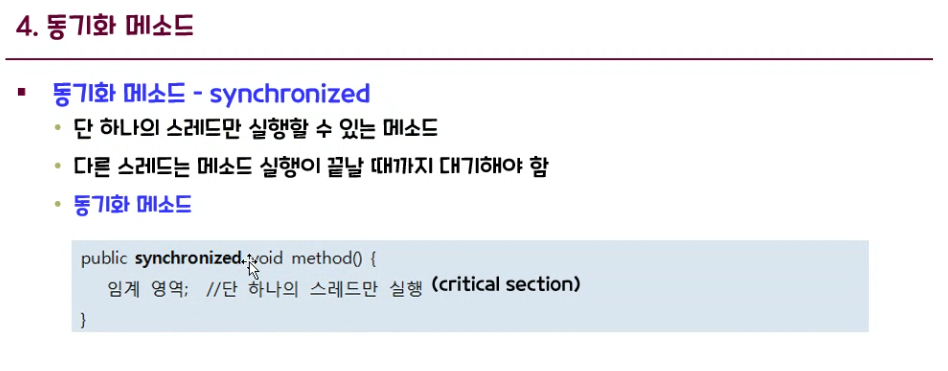 4. 동기화 메소드
동기화 메소드 - synchronized
단 하나의 스레드만 실행할 수 있는 메소드
다른 스레드는 메소드 실행이 끝날 때까지 대기해야 함
동기화 메소드
public synchronized void method() {
임계 영역; //단 하나의 스레드만 실행 (critical section)
}